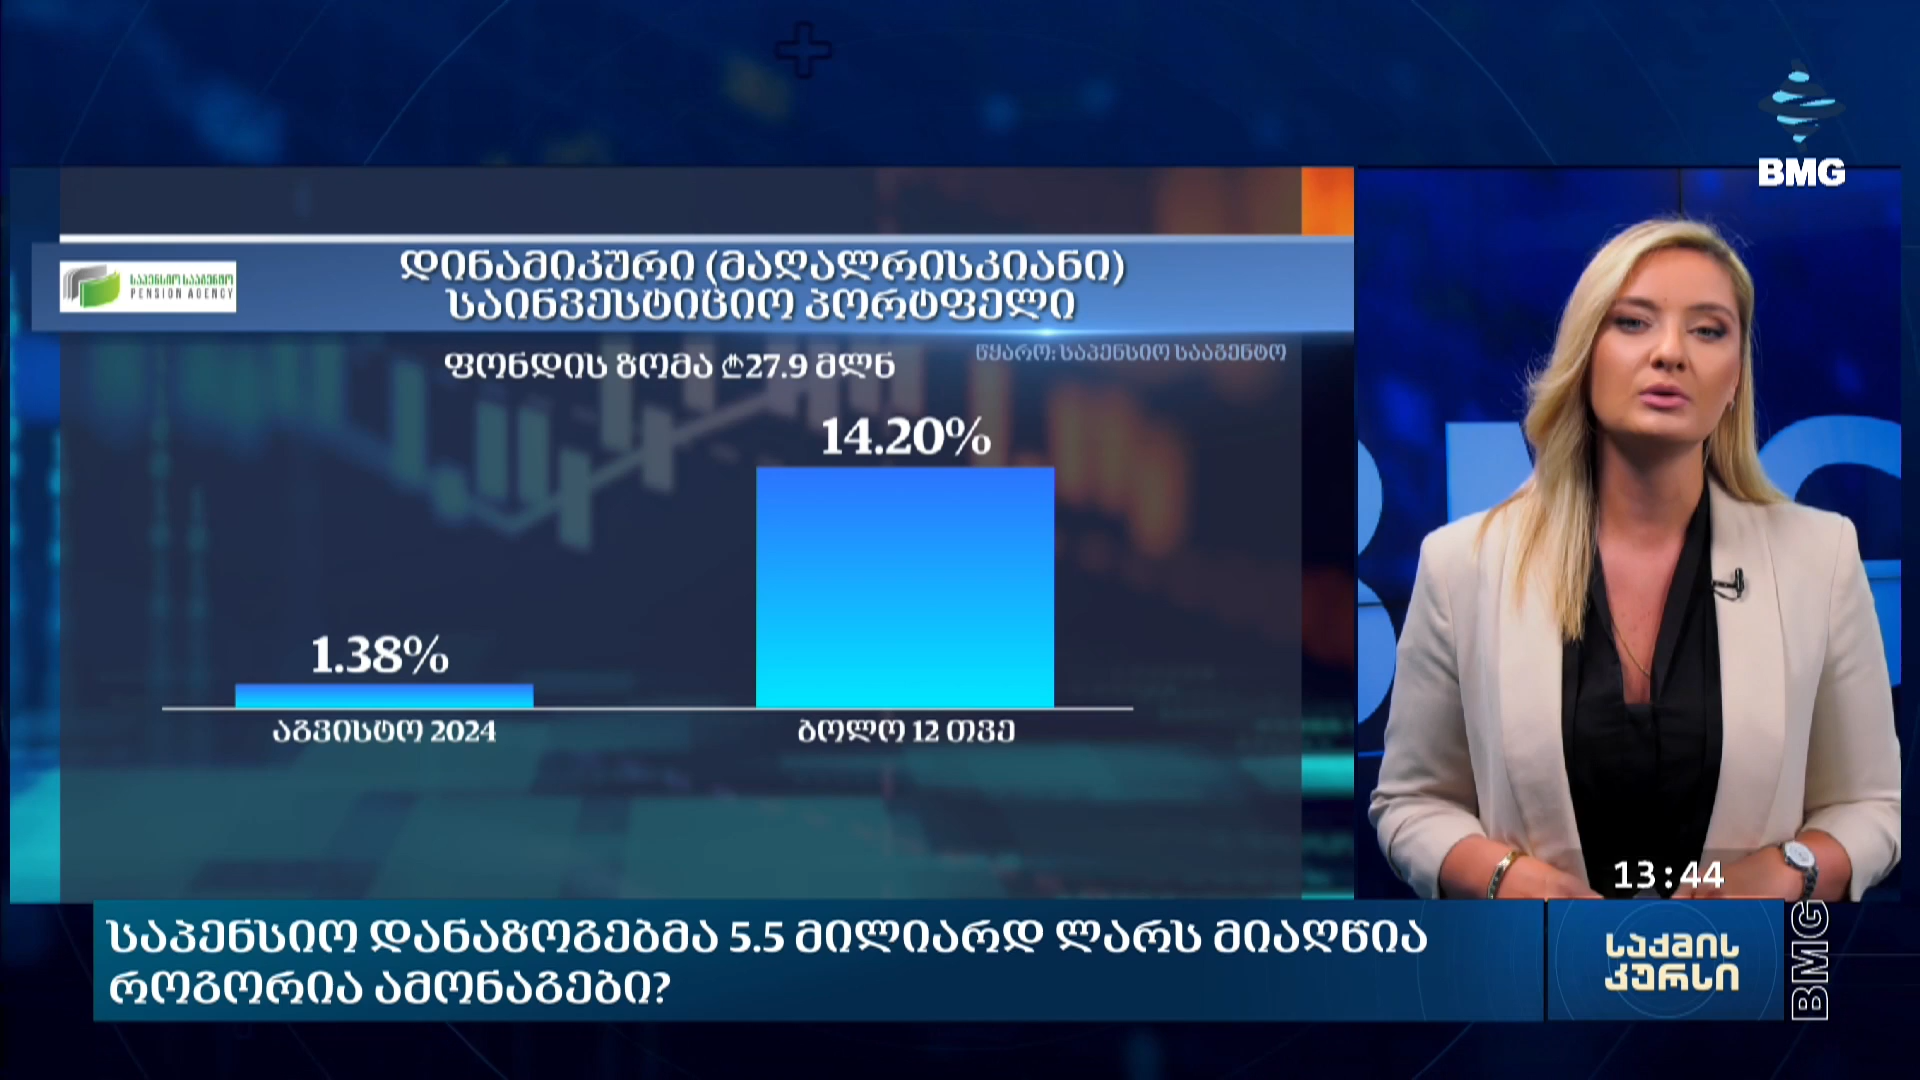 BMG
საპენსიო სააგენტო
PENSION AGENCY
დინამიკური (მაღალრისკიანი)
საინვესტიციო პორტფელი
ფონდის ზომა ₾27.9 მლნ
წყარო: საპენსიო სააგენტო
14.20%
1.38%
აგვისტო 2024
ბოლო 12 თვე
13:44
საპენსიო დანაზოგებმა 5.5 მილიარდ ლარს მიაღწია
როგორია ამონაგები?
საქმის
კურსი
BMG